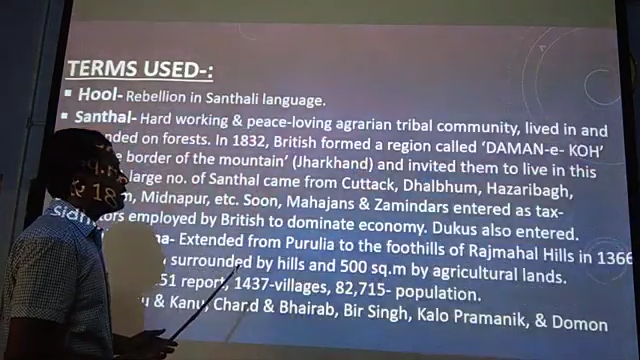 TERMS USED-:
▪ Hool- Rebellion in Santhali language.
▪ Santhal- Hard working & peace-loving agrarian tribal community, lived in and
nded on forests. In 1832, British formed a region called 'DAMAN-e- KOH'
e border of the mountain' (Jharkhand) and invited them to live in this
large no. of Santhal came from Cuttack, Dhalbhum, Hazaribagh,
m, Midnapur, etc. Soon, Mahajans & Zamindars entered as tax-
tors employed by British to dominate economy. Dukus also entered.
na- Extended from Purulia to the foothills of Rajmahal Hills in 1366
surrounded by hills and 500 sq.m by agricultural lands.
51 report, 1437-villages, 82,715- population.
u & Kanu, Chand & Bhairab, Bir Singh, Kalo Pramanik, & Domon